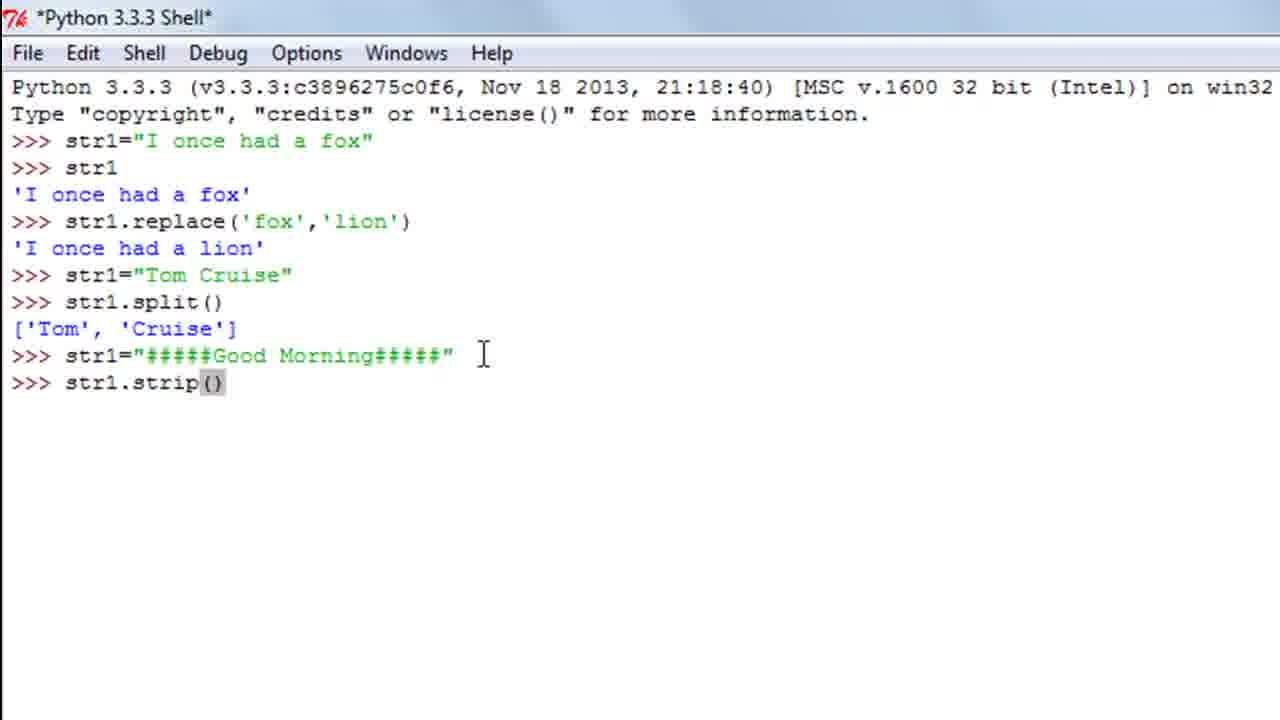 *Python 3.3.3 Shell*
File Edit Shell Debug Options Windows Help
Python 3.3.3 (v3.3.3:c3896275c0f6, Nov 18 2013, 21:18:40) [MSC v.1600 32 bit (Intel)] on win32
Type "copyright", "credits" or "license()" for more information.
>>> str1="I once had a fox"
>>> str1
'I once had a fox'
>>> str1.replace('fox','lion')
'I once had a lion'
>>> str1="Tom Cruise"
>>> str1.split()
['Tom', 'Cruise']
>>> str1="#####Good Morning#####"
>>> str1.strip()